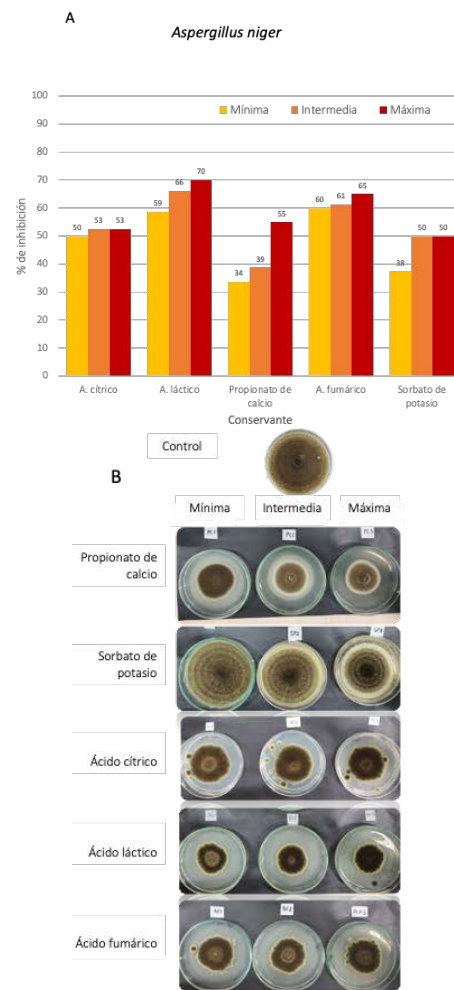 A
Aspergillus niger
100
90
80
70
60
50
40
30
20
10
0
% de inhibición
Mínima Intermedia Máxima
50 53 53
59 66 70
34 39 55
60 61 65
38 50 50
A. cítrico A. láctico Propionato de calcio A. fumárico Sorbato de potasio
Conservante
Control
B
Mínima Intermedia Máxima
Propionato de
calcio
Sorbato de
potasio
Ácido cítrico
Ácido láctico
Ácido fumárico